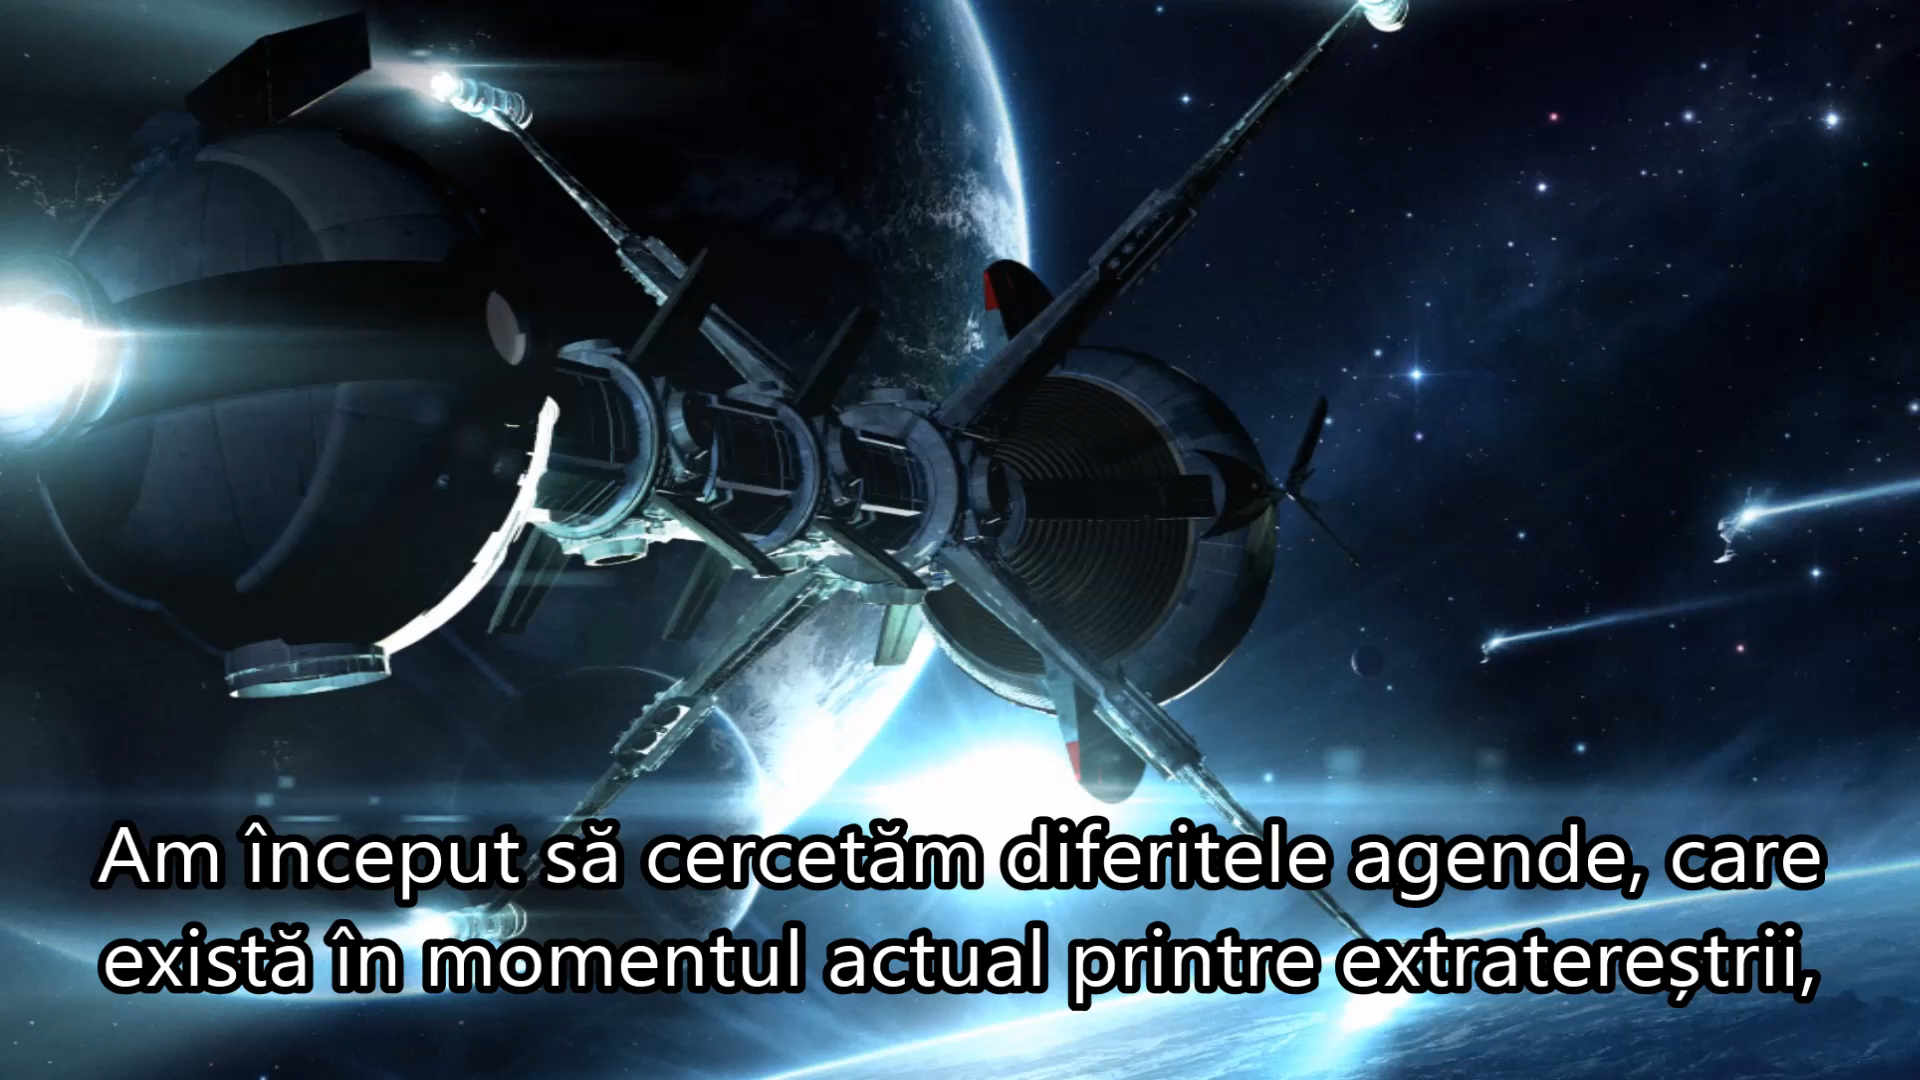 Am început să cercetăm diferitele agende, care
există în momentul actual printre extratereștrii,